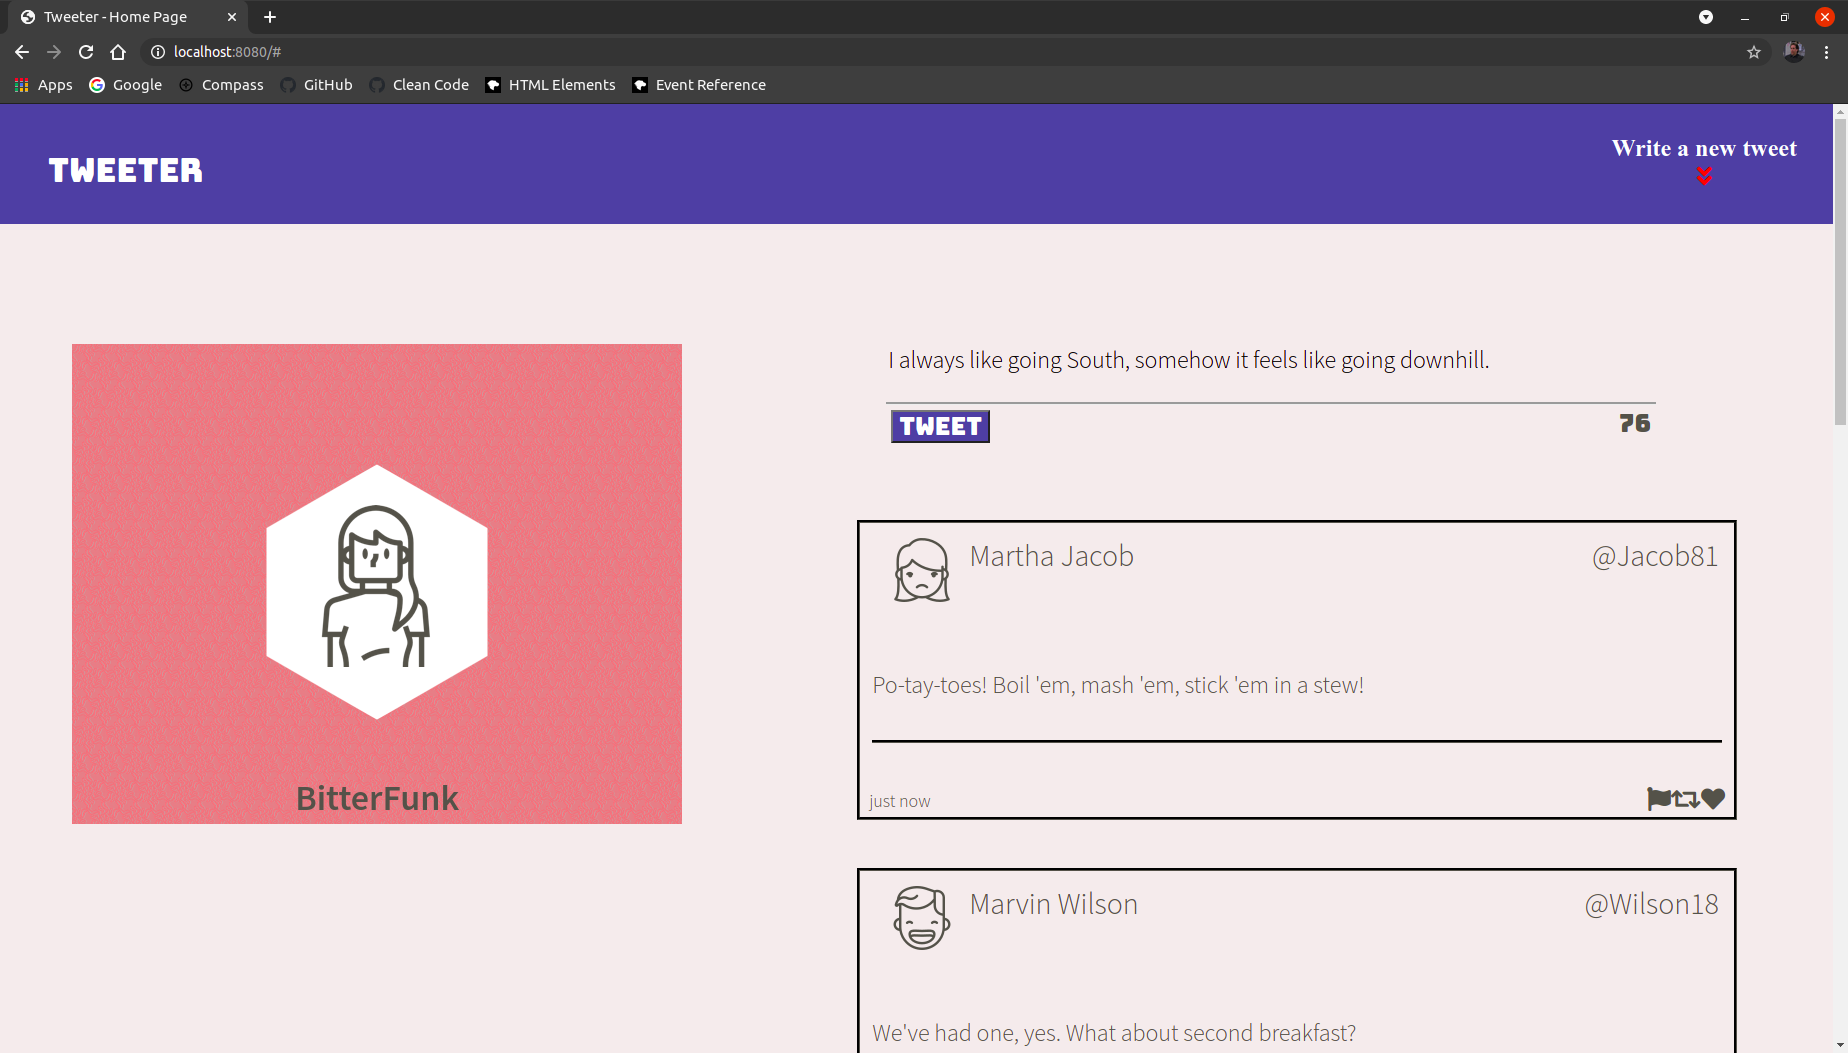 Tweeter - Home Page
localhost:8080/#
Apps Google Compass GitHub Clean Code HTML Elements Event Reference
TWEETER
Write a new tweet
I always like going South, somehow it feels like going downhill.
TWEET 76
BitterFunk
Martha Jacob @Jacob81
Po-tay-toes! Boil 'em, mash 'em, stick 'em in a stew!
just now
Marvin Wilson @Wilson18
We've had one, yes. What about second breakfast?